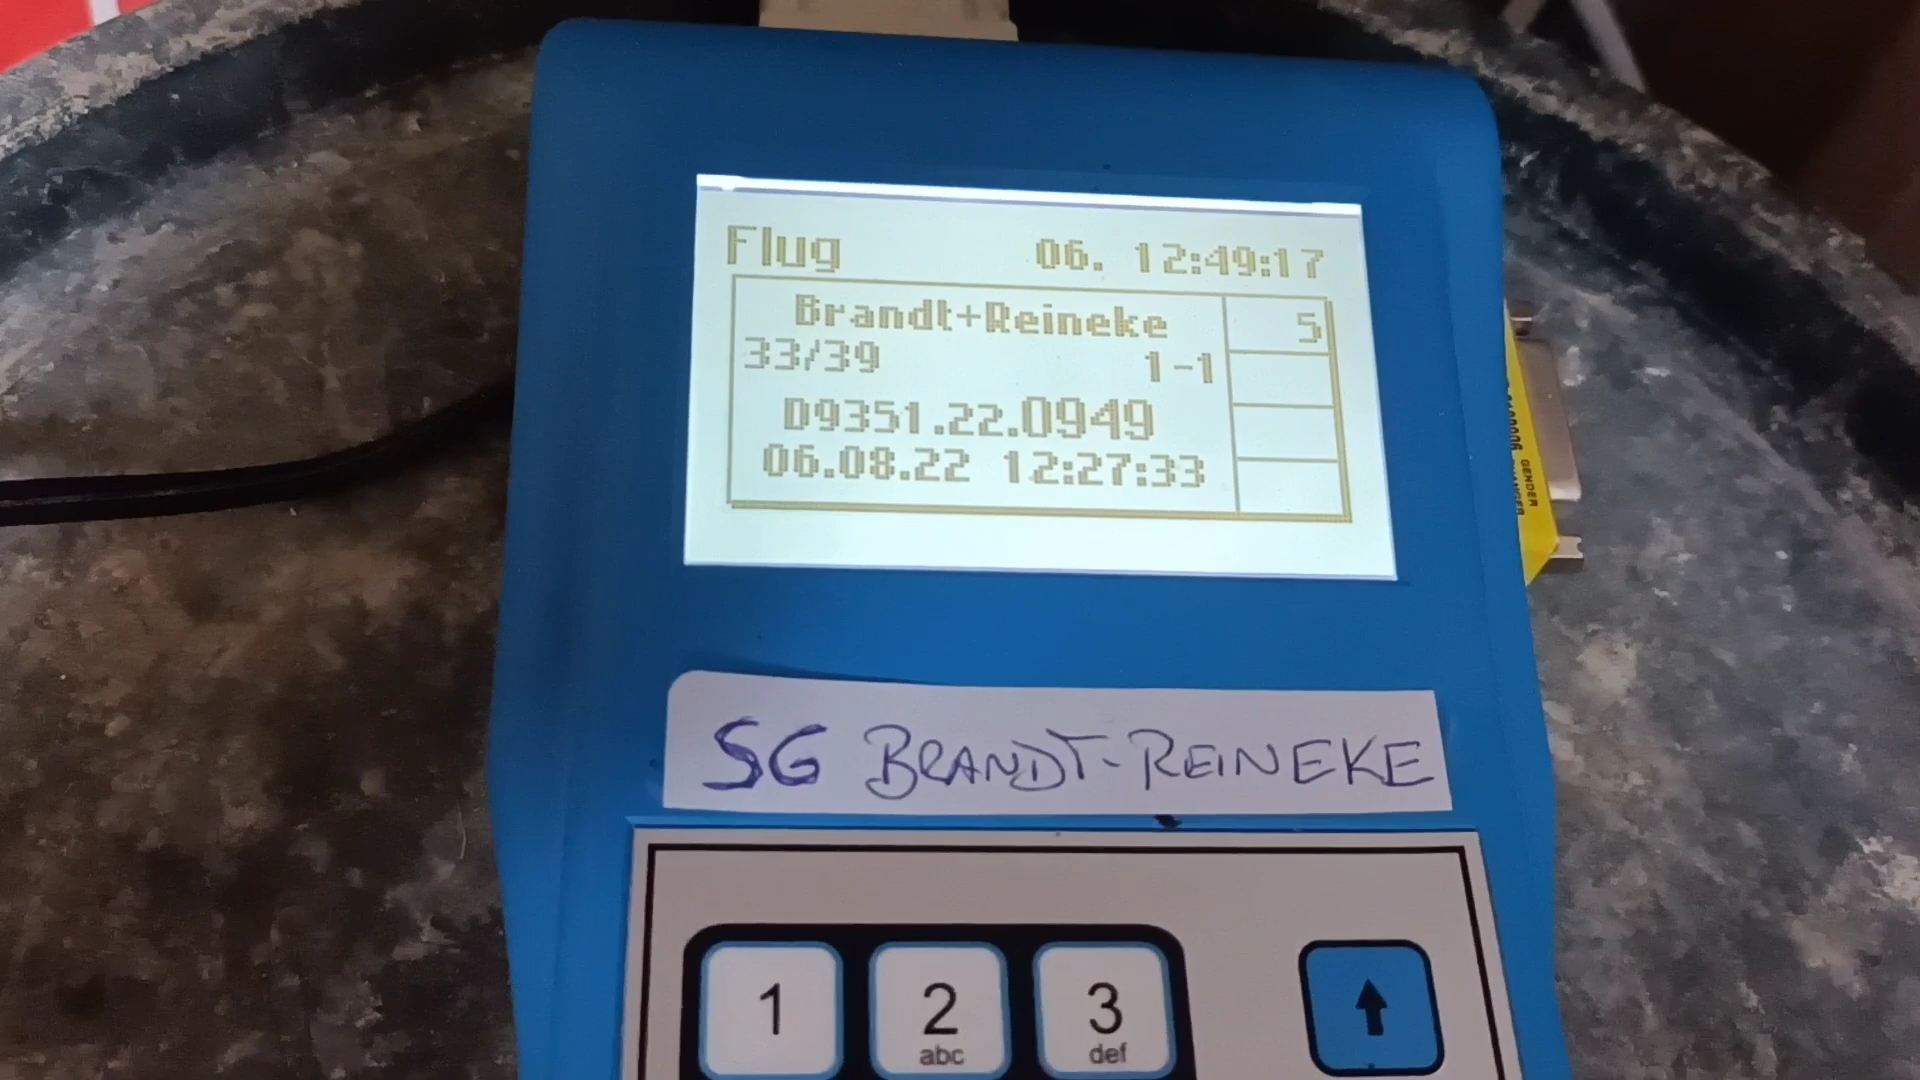 Flug 06. 12:49:17
Brandt+Reineke 5
33/39 1-1
D9351.22.0949
06.08.22 12:27:33
GENDER
SG BRANDT-REINEKE
1 2 3
abc def